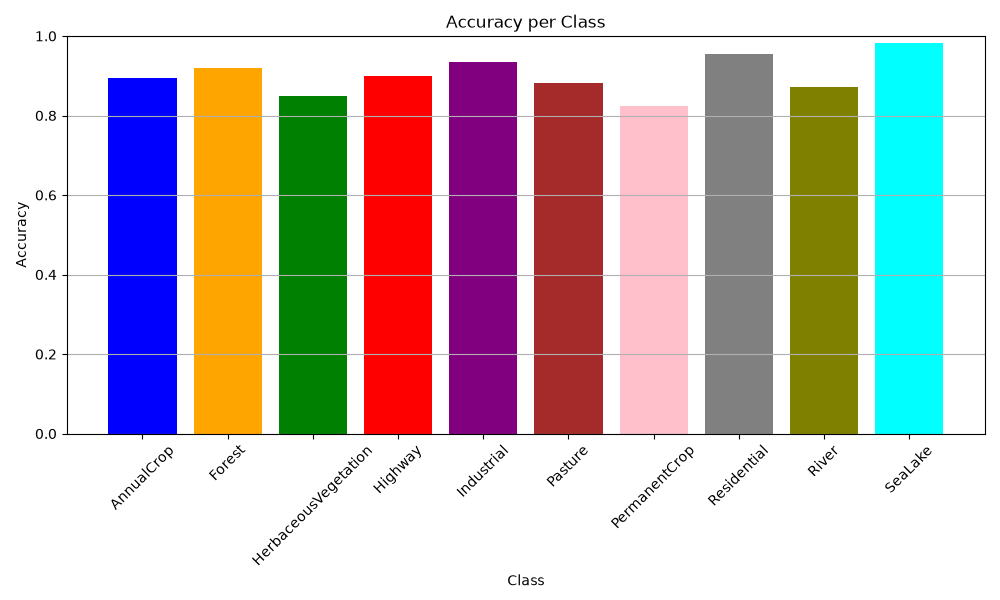 Accuracy per Class
Accuracy
1.0
0.8
0.6
0.4
0.2
0.0
AnnualCrop
Forest
HerbaceousVegetation
Highway
Industrial
Pasture
PermanentCrop
Residential
River
SeaLake
Class